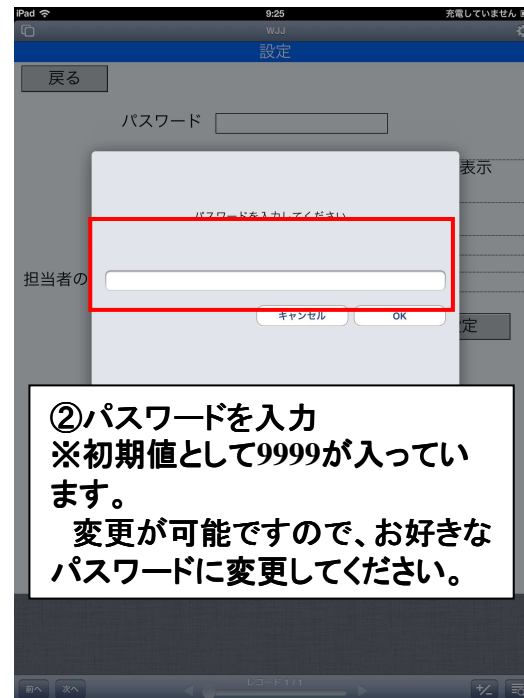 iPad 9:25 充電していません
WJJ
設定
戻る
パスワード
表示
パスワードを入力してください
担当者の
キャンセル OK
定
②パスワードを入力
※初期値として9999が入ってい
ます。
変更が可能ですので、お好きな
パスワードに変更してください。
前へ 次へ レコード 1 / 1